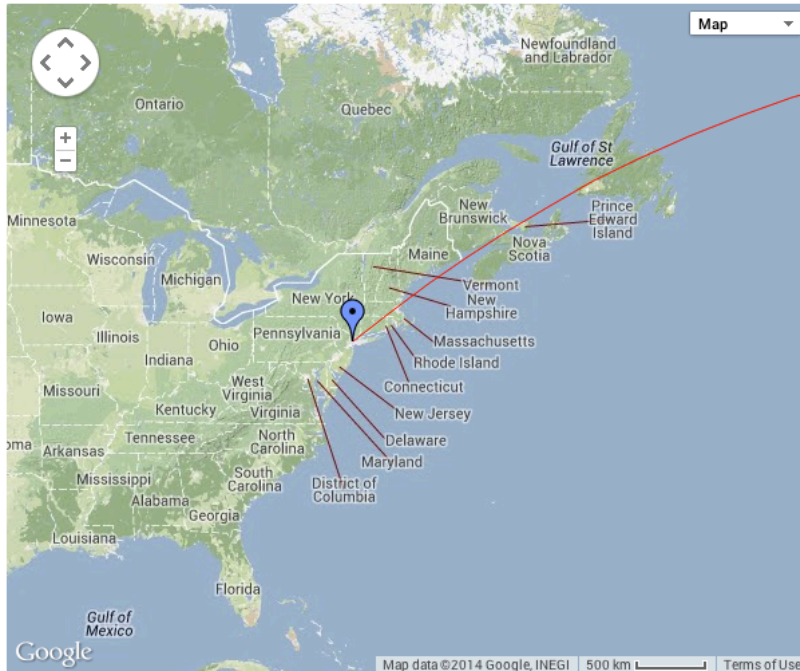 Map
Newfoundland
and Labrador
Ontario
Quebec
Gulf of St
Lawrence
New
Brunswick
Prince
Edward
Island
Minnesota
Nova
Scotia
Maine
Wisconsin
Michigan
Vermont
New
Hampshire
New York
Iowa
Pennsylvania
Massachusetts
Illinois
Ohio
Indiana
Rhode Island
Connecticut
Missouri
West
Virginia
Kentucky
Virginia
New Jersey
oma
Arkansas
Tennessee
North
Carolina
Delaware
Maryland
Mississippi
South
Carolina
District of
Columbia
Alabama
Georgia
Louisiana
Florida
Gulf of
Mexico
Google
Map data ©2014 Google, INEGI
500 km
Terms of Use